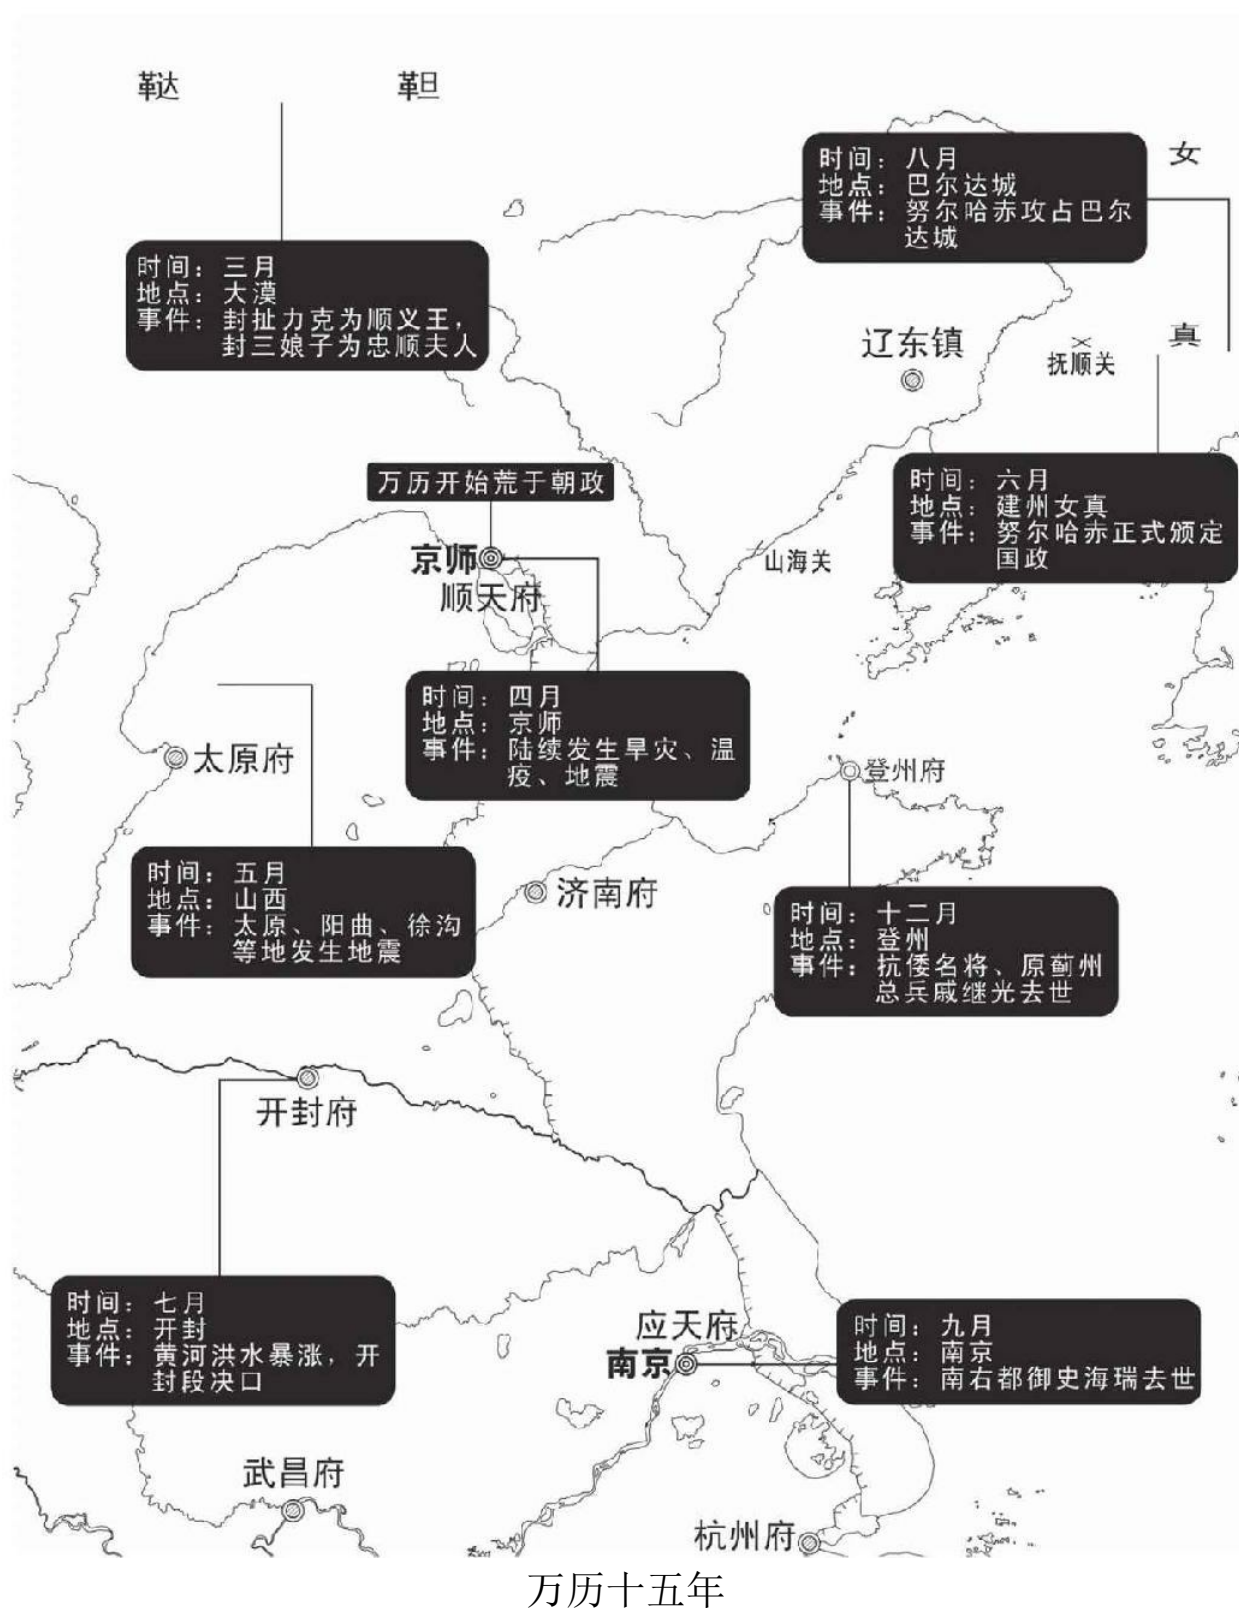 鞑 靼
时间：八月
地点：巴尔达城
事件：努尔哈赤攻占巴尔
达城
女
时间：三月
地点：大漠
事件：封扯力克为顺义王，
封三娘子为忠顺夫人
辽东镇
真
抚顺关
万历开始荒于朝政
时间：六月
地点：建州女真
事件：努尔哈赤正式颁定
国政
京师
山海关
顺天府
时间：四月
地点：京师
事件：陆续发生旱灾、温
疫、地震
太原府
登州府
时间：五月
地点：山西
事件：太原、阳曲、徐沟
等地发生地震
济南府
时间：十二月
地点：登州
事件：抗倭名将、原蓟州
总兵戚继光去世
开封府
时间：七月
地点：开封
事件：黄河洪水暴涨，开
封段决口
应天府
南京
时间：九月
地点：南京
事件：南右都御史海瑞去世
武昌府
杭州府
万历十五年